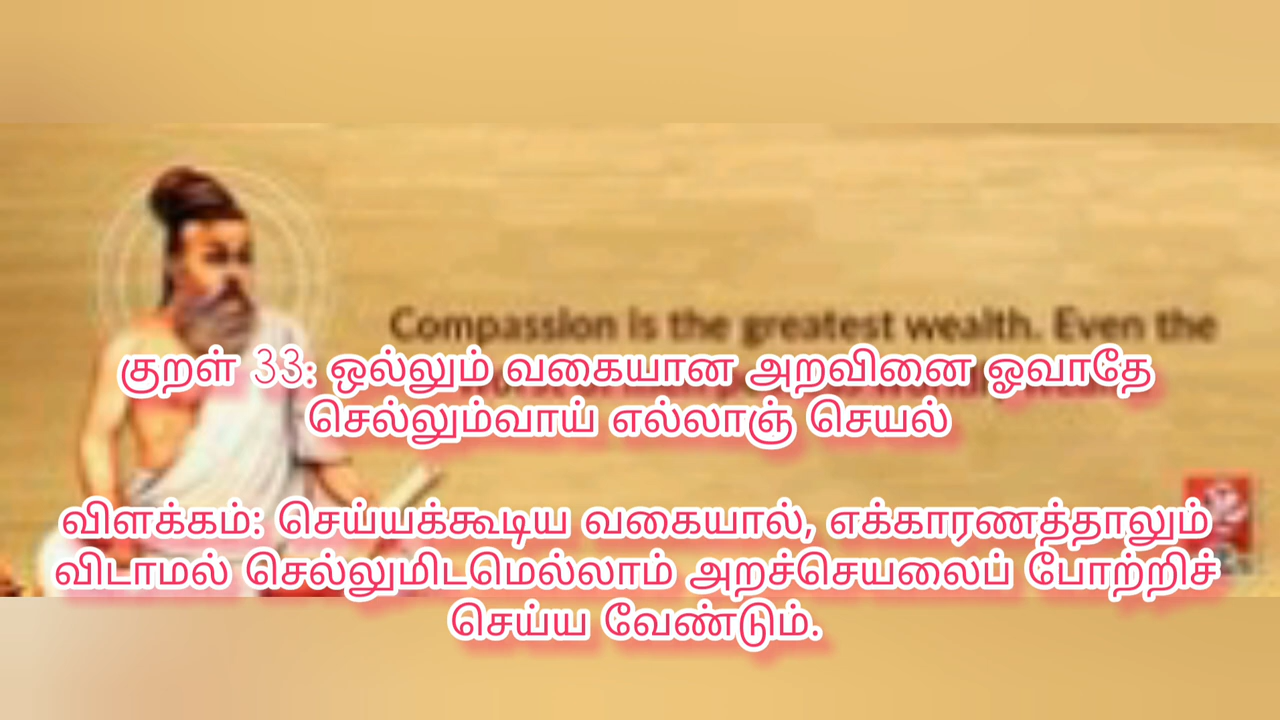 Compassion is the greatest wealth. Even the
குறள் 33: ஒல்லும் வகையான அறவினை ஓவாதே
செல்லும்வாய் எல்லாஞ் செயல்
விளக்கம்: செய்யக்கூடிய வகையால், எக்காரணத்தாலும்
விடாமல் செல்லுமிடமெல்லாம் அறச்செயலைப் போற்றிச்
செய்ய வேண்டும்.